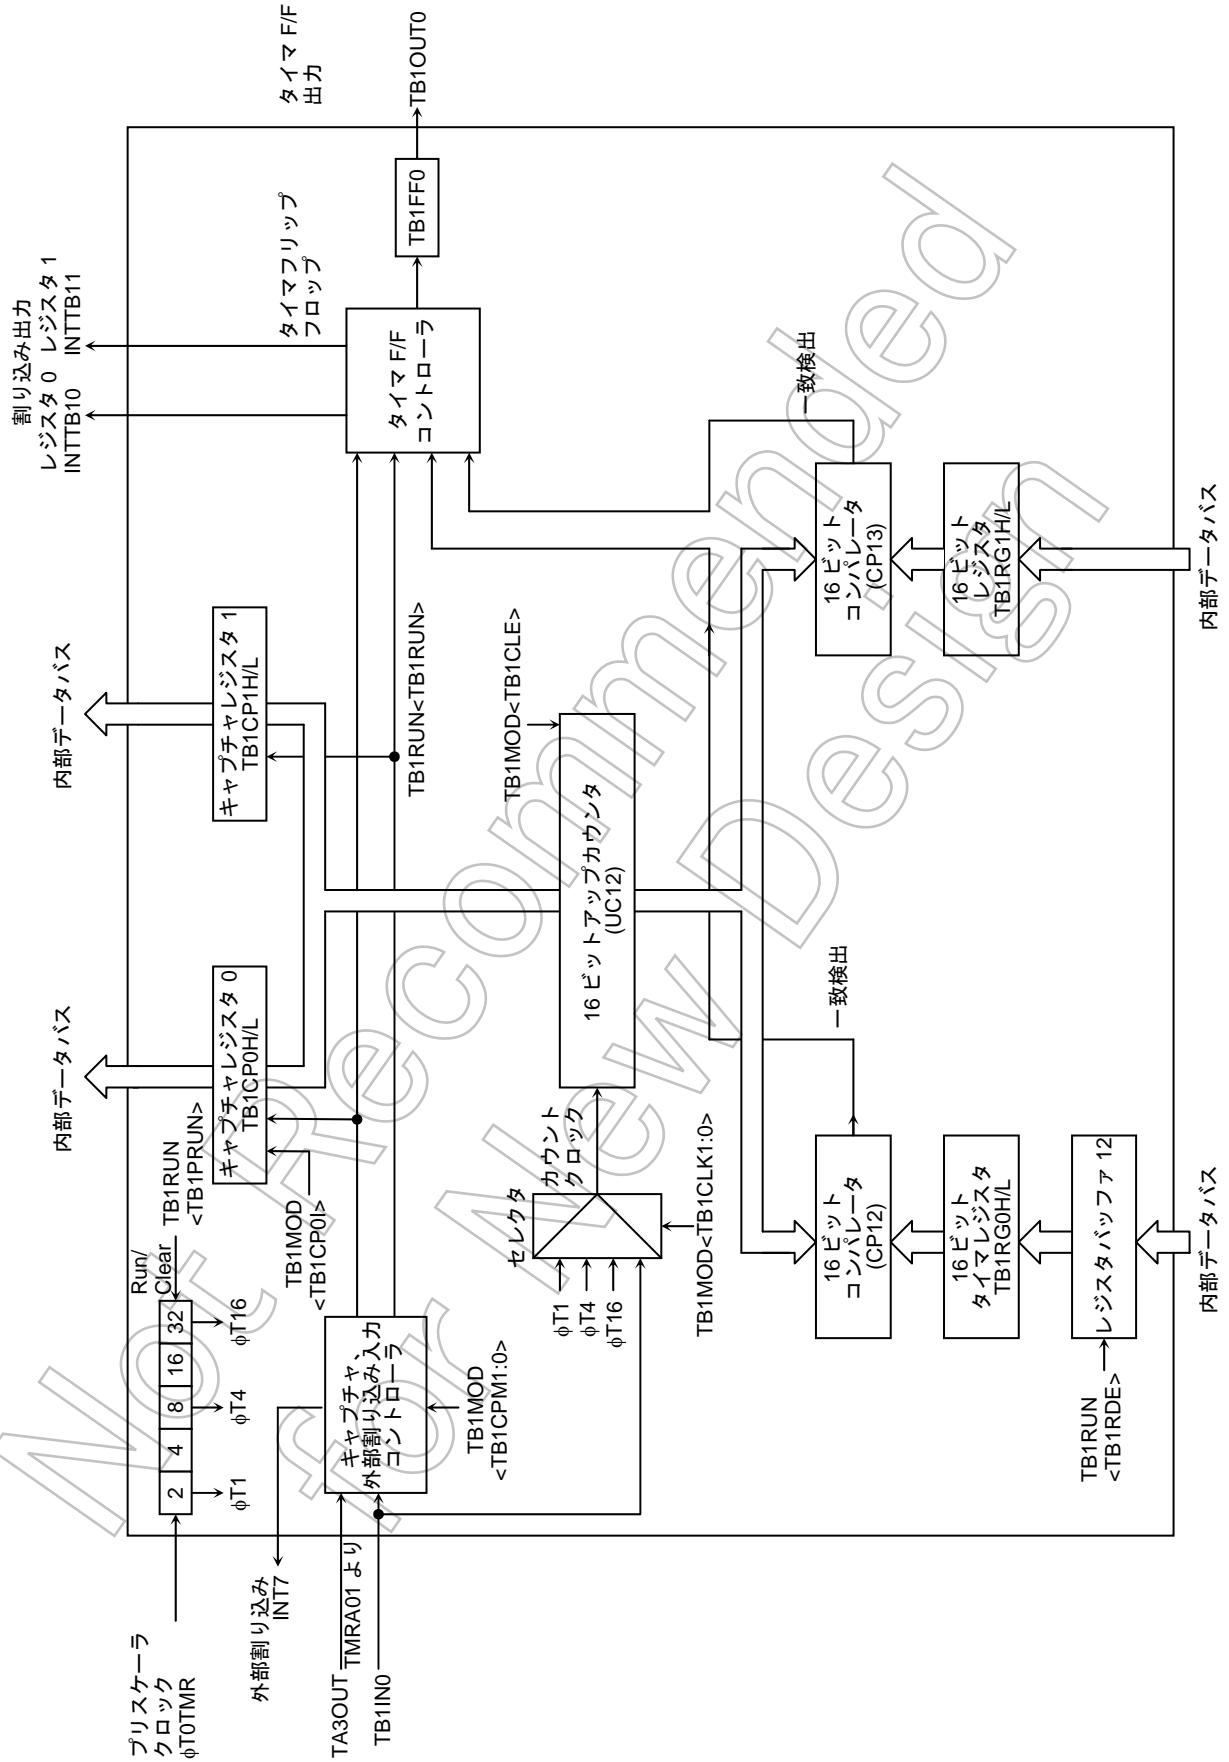 プリスケーラ
クロック
φT0TMR
2
4
8
16
32
Run/
Clear
TB1RUN
<TB1PRUN>
φT1
φT4
φT16
外部割り込み
INT7
TA3OUT
TMRA01 より
TB1IN0
キャプチャ、
外部割り込み入力
コントローラ
TB1MOD
<TB1CPM1:0>
TB1MOD
<TB1CP0I>
内部データバス
キャプチャレジスタ 0
TB1CP0H/L
内部データバス
キャプチャレジスタ 1
TB1CP1H/L
割り込み出力
レジスタ 0 レジスタ 1
INTTB10 INTTB11
タイマフリップ
フロップ
タイマ F/F
コントローラ
TB1FF0
タイマ F/F
出力
TB1OUT0
TB1RUN<TB1RUN>
TB1MOD<TB1CLE>
セレクタ
カウント
クロック
φT1
φT4
φT16
TB1MOD<TB1CLK1:0>
16 ビットアップカウンタ
(UC12)
一致検出
一致検出
16 ビット
コンパレータ
(CP12)
16 ビット
タイマレジスタ
TB1RG0H/L
レジスタバッファ 12
TB1RUN
<TB1RDE>
内部データバス
16 ビット
コンパレータ
(CP13)
16 ビット
レジスタ
TB1RG1H/L
内部データバス
Not Recommended
for New Design